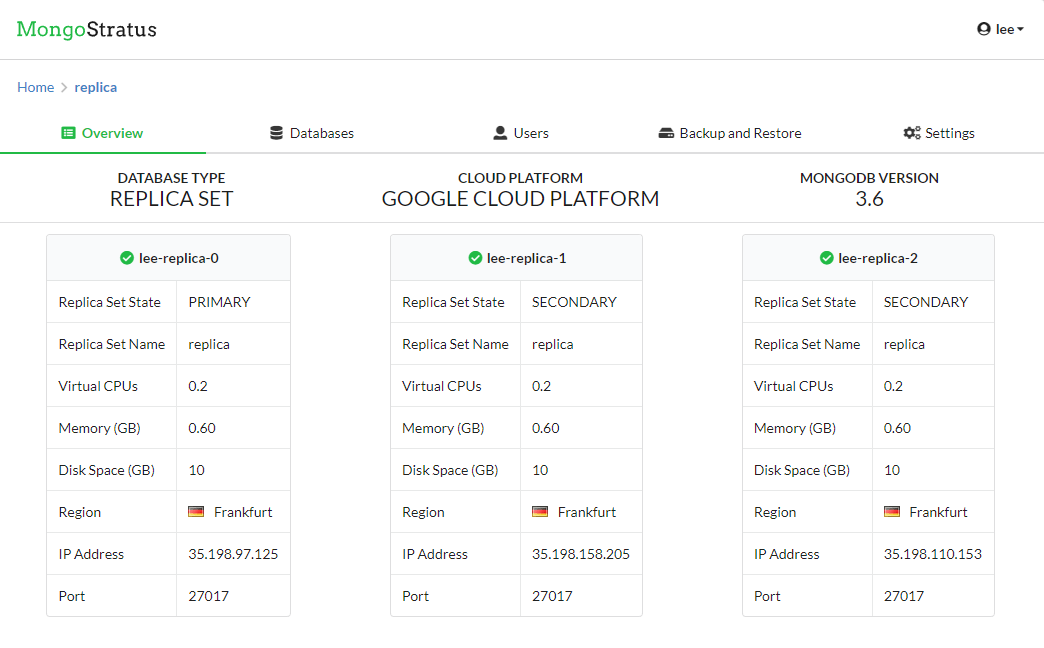 MongoStratus
lee
Home > replica
Overview
Databases
Users
Backup and Restore
Settings
DATABASE TYPE
REPLICA SET
CLOUD PLATFORM
GOOGLE CLOUD PLATFORM
MONGODB VERSION
3.6
lee-replica-0
Replica Set State PRIMARY
Replica Set Name replica
Virtual CPUs 0.2
Memory (GB) 0.60
Disk Space (GB) 10
Region Frankfurt
IP Address 35.198.97.125
Port 27017
lee-replica-1
Replica Set State SECONDARY
Replica Set Name replica
Virtual CPUs 0.2
Memory (GB) 0.60
Disk Space (GB) 10
Region Frankfurt
IP Address 35.198.158.205
Port 27017
lee-replica-2
Replica Set State SECONDARY
Replica Set Name replica
Virtual CPUs 0.2
Memory (GB) 0.60
Disk Space (GB) 10
Region Frankfurt
IP Address 35.198.110.153
Port 27017